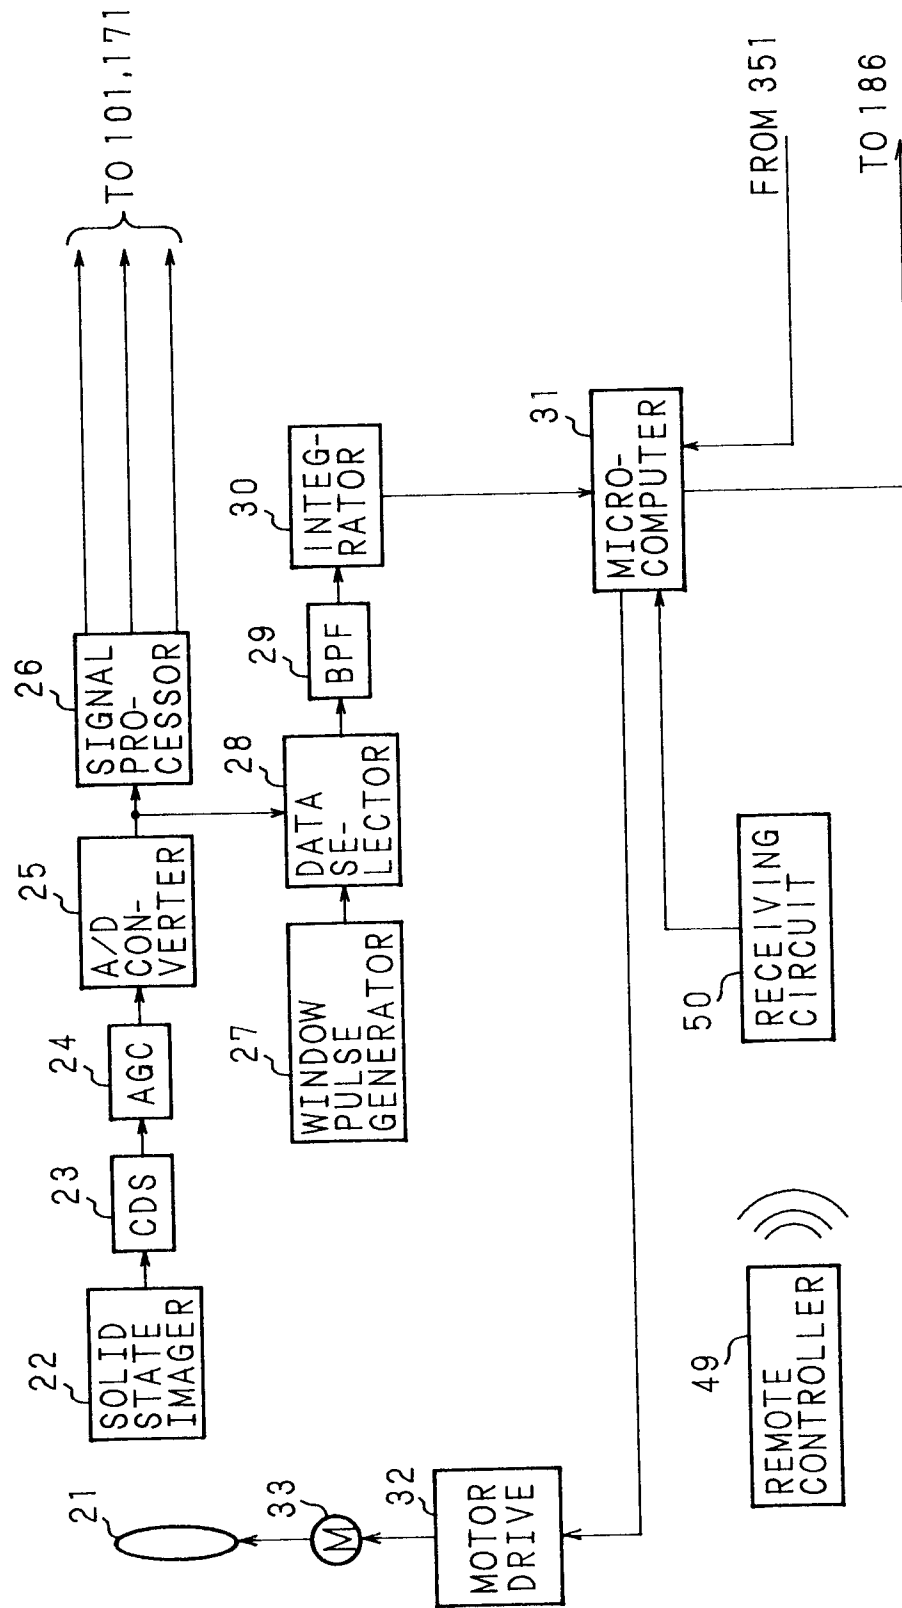 21
22
SOLID
STATE
IMAGER
23
CDS
24
AGC
25
A/D
CON-
VERTER
26
SIGNAL
PRO-
CESSOR
TO 101,171
33
M
27
WINDOW
PULSE
GENERATOR
28
DATA
SE-
LECTOR
29
BPF
30
INTEG-
RATOR
32
MOTOR
DRIVE
31
MICRO-
COMPUTER
49
REMOTE
CONTROLLER
50
RECEIVING
CIRCUIT
FROM 351
TO 186